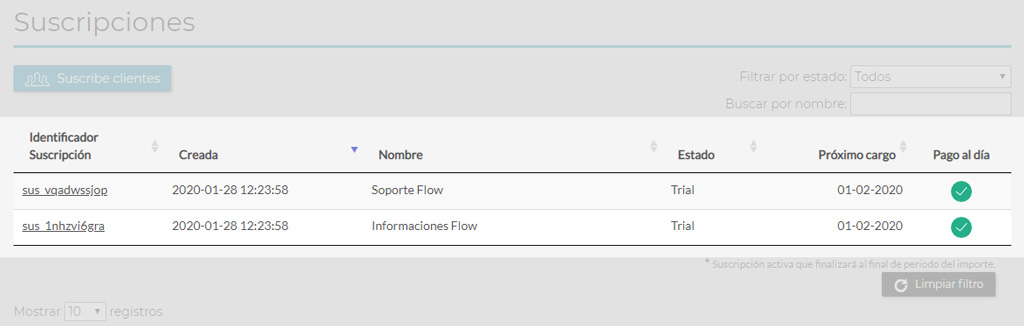 Suscripciones
Suscribe clientes
Filtrar por estado: Todos
Buscar por nombre:
Identificador Suscripción Creada Nombre Estado Próximo cargo Pago al día
sus_vqadwssjop 2020-01-28 12:23:58 Soporte Flow Trial 01-02-2020
sus_1nhzvi6gra 2020-01-28 12:23:58 Informaciones Flow Trial 01-02-2020
* Suscripción activa que finalizará al final de periodo del importe.
Limpiar filtro
Mostrar 10 registros